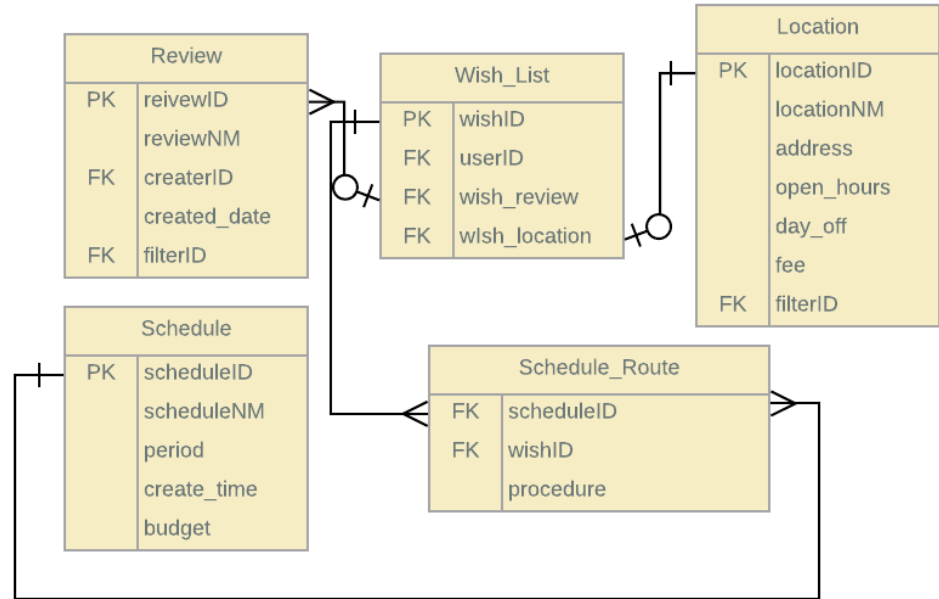 Review
PK reivewID
reviewNM
FK createrID
created_date
FK filterID
Wish_List
PK wishID
FK userID
FK wish_review
FK wIsh_location
Location
PK locationID
locationNM
address
open_hours
day_off
fee
FK filterID
Schedule
PK scheduleID
scheduleNM
period
create_time
budget
Schedule_Route
FK scheduleID
FK wishID
procedure